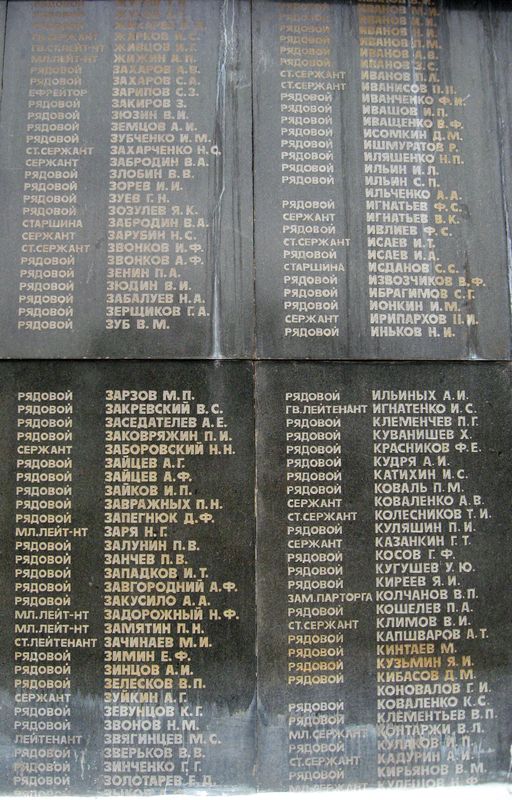 ГВ.СЕРЖАНТ ЖАРКОВ И.С.
ГВ.СТ.ЛЕЙТ-НТ ЖИВЦОВ И.Г.
МЛ.ЛЕЙТ-НТ ЖИЖИН А.П.
РЯДОВОЙ ЗАХАРОВ А.В.
РЯДОВОЙ ЗАХАРОВ С.А.
ЕФРЕЙТОР ЗАРИПОВ С.З.
РЯДОВОЙ ЗАКИРОВ З.
РЯДОВОЙ ЗЮЗИН В.И.
РЯДОВОЙ ЗЕМЦОВ А.И.
РЯДОВОЙ ЗУБЧЕНКО И.М.
СТ.СЕРЖАНТ ЗАХАРЧЕНКО Н.С.
СЕРЖАНТ ЗАБРОДИН В.А.
РЯДОВОЙ ЗЛОБИН В.В.
РЯДОВОЙ ЗОРЕВ И.И.
РЯДОВОЙ ЗУЕВ Г.Н.
РЯДОВОЙ ЗОЗУЛЕВ Я.К.
СТАРШИНА ЗАБРОДИН В.А.
СЕРЖАНТ ЗАРУБИН Н.С.
СТ.СЕРЖАНТ ЗВОНКОВ И.Ф.
РЯДОВОЙ ЗВОНКОВ А.Ф.
РЯДОВОЙ ЗЕНИН П.А.
РЯДОВОЙ ЗЮДИН В.И.
РЯДОВОЙ ЗАБАЛУЕВ Н.А.
РЯДОВОЙ ЗЕРЩИКОВ Г.А.
РЯДОВОЙ ЗУБ В.М.
РЯДОВОЙ ИВАНОВ И.И.
РЯДОВОЙ ИВАНОВ Л.М.
РЯДОВОЙ ИВАНОВ А.В.
РЯДОВОЙ ИВАНОВ З.С.
СТ.СЕРЖАНТ ИВАНОВ П.А.
СТ.СЕРЖАНТ ИВАНИСОВ П.П.
РЯДОВОЙ ИВАНЧЕНКО Ф.И.
РЯДОВОЙ ИВАШОВ И.П.
РЯДОВОЙ ИВАЩЕНКО В.Ф.
РЯДОВОЙ ИСОМКИН Д.М.
РЯДОВОЙ ИШМУРАТОВ Р.
РЯДОВОЙ ИЛЯШЕНКО Н.П.
РЯДОВОЙ ИЛЬИН И.Л.
РЯДОВОЙ ИЛЬИН С.П.
ИЛЬЧЕНКО А.А.
РЯДОВОЙ ИГНАТЬЕВ Ф.С.
СЕРЖАНТ ИГНАТЬЕВ В.К.
РЯДОВОЙ ИВЛИЕВ Ф.С.
СТ.СЕРЖАНТ ИСАЕВ И.Т.
РЯДОВОЙ ИСАЕВ И.А.
СТАРШИНА ИСДАНОВ С.С.
РЯДОВОЙ ИЗВОЗЧИКОВ В.Ф.
РЯДОВОЙ ИБРАГИМОВ С.Г.
РЯДОВОЙ ИОНКИН И.М.
СЕРЖАНТ ИРИПАРХОВ П.И.
РЯДОВОЙ ИНЬКОВ Н.И.
РЯДОВОЙ ЗАРЗОВ М.П.
РЯДОВОЙ ЗАКРЕВСКИЙ В.С.
РЯДОВОЙ ЗАСЕДАТЕЛЕВ А.Е.
РЯДОВОЙ ЗАКОВРЯЖИН П.И.
СЕРЖАНТ ЗАБОРОВСКИЙ Н.Н.
РЯДОВОЙ ЗАЙЦЕВ А.Г.
РЯДОВОЙ ЗАЙЦЕВ А.Ф.
РЯДОВОЙ ЗАЙКОВ И.П.
РЯДОВОЙ ЗАВРАЖНЫХ П.Н.
РЯДОВОЙ ЗАПЕГНЮК Д.Ф.
МЛ.ЛЕЙТ-НТ ЗАРЯ Н.Г.
РЯДОВОЙ ЗАЛУНИН П.В.
РЯДОВОЙ ЗАНЧЕВ П.В.
РЯДОВОЙ ЗАПАДКОВ И.Т.
РЯДОВОЙ ЗАВГОРОДНИЙ А.Ф.
РЯДОВОЙ ЗАКУСИЛО А.А.
МЛ.ЛЕЙТ-НТ ЗАДОРОЖНЫЙ Н.Ф.
МЛ.ЛЕЙТ-НТ ЗАМЯТИН П.Н.
СТ.ЛЕЙТЕНАНТ ЗАЧИНАЕВ М.И.
РЯДОВОЙ ЗИМИН Е.Ф.
РЯДОВОЙ ЗИНЦОВ А.И.
РЯДОВОЙ ЗЕЛЕСКОВ В.П.
СЕРЖАНТ ЗУЙКИН А.Г.
РЯДОВОЙ ЗЕВУНЦОВ К.Г.
РЯДОВОЙ ЗВОНОВ Н.М.
ЛЕЙТЕНАНТ ЗВЯГИНЦЕВ М.С.
РЯДОВОЙ ЗВЕРЬКОВ В.В.
РЯДОВОЙ ЗИНЧЕНКО Г.Г.
РЯДОВОЙ ЗОЛОТАРЕВ Е.Д.
РЯДОВОЙ ИЛЬИНЫХ А.И.
ГВ.ЛЕЙТЕНАНТ ИГНАТЕНКО И.С.
РЯДОВОЙ КЛЕМЕНЧЕВ П.Г.
РЯДОВОЙ КУВАНИШЕВ Х.
РЯДОВОЙ КРАСНИКОВ Ф.Е.
РЯДОВОЙ КУДРЯ А.И.
РЯДОВОЙ КАТИХИН И.С.
РЯДОВОЙ КОВАЛЬ П.М.
СЕРЖАНТ КОВАЛЕНКО А.В.
СТ.СЕРЖАНТ КОЛЕСНИКОВ Т.И.
РЯДОВОЙ КУЛЯШИН П.И.
СЕРЖАНТ КАЗАНКИН Г.Т.
РЯДОВОЙ КОСОВ Г.Ф.
РЯДОВОЙ КУГУШЕВ У.Ю.
РЯДОВОЙ КИРЕЕВ Я.И.
ЗАМ.ПАРТОРГА КОЛЧАНОВ В.П.
РЯДОВОЙ КОШЕЛЕВ П.А.
СТ.СЕРЖАНТ КЛИМОВ В.И.
РЯДОВОЙ КАПШВАРОВ А.Т.
РЯДОВОЙ КИНТАЕВ М.
РЯДОВОЙ КУЗЬМИН Я.И.
РЯДОВОЙ КИБАСОВ Д.М.
КОНОВАЛОВ Г.И.
РЯДОВОЙ КОВАЛЕНКО К.С.
РЯДОВОЙ КЛЕМЕНТЬЕВ В.П.
МЛ.СЕРЖАНТ КОНТАРЖИ В.Л.
РЯДОВОЙ КУЛАКОВ И.П.
СТ.СЕРЖАНТ КАДУРИН А.И.
СЕРЖАНТ КИРЬЯНОВ В.М.
РЯДОВОЙ КУЛЕШОВ Н.Ф.